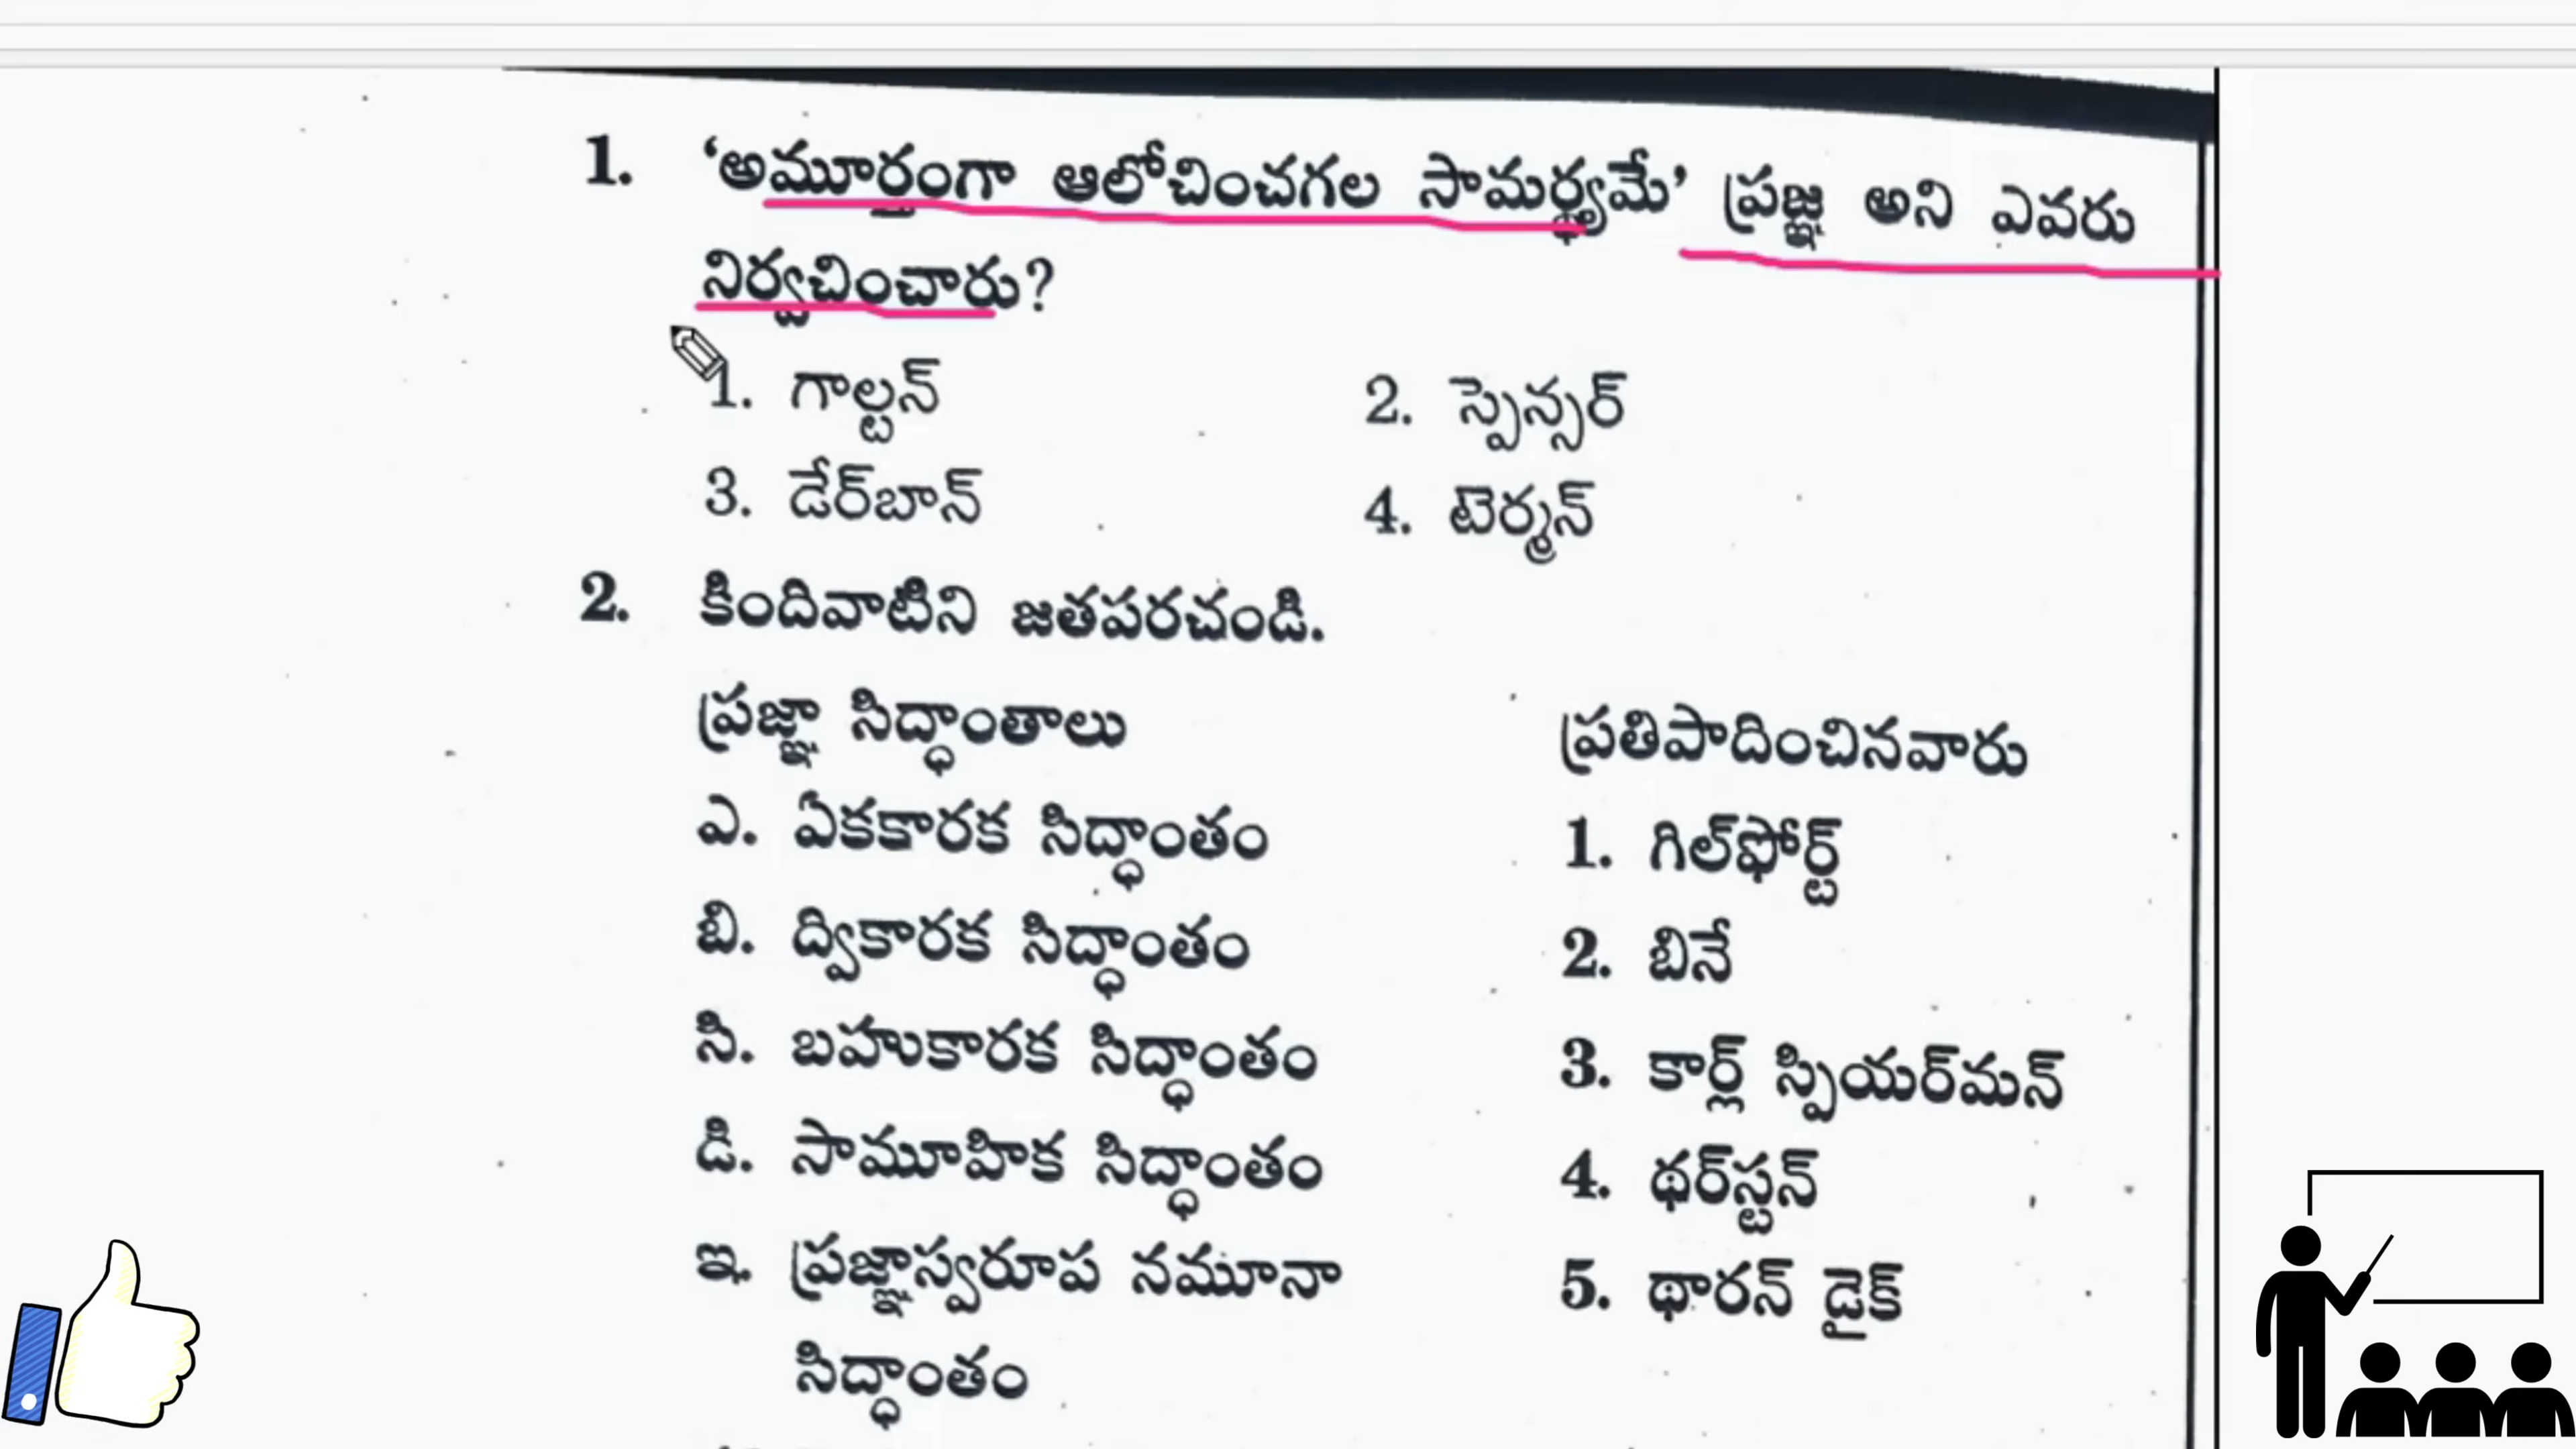 1. ‘అమూర్తంగా ఆలోచించగల సామర్థ్యమే’ ప్రజ్ఞ అని ఎవరు
నిర్వచించారు?
1. గాల్టన్ 2. స్పెన్సర్
3. డేర్‌బాన్ 4. టెర్మన్
2. కిందివాటిని జతపరచండి.
ప్రజ్ఞా సిద్ధాంతాలు ప్రతిపాదించినవారు
ఎ. ఏకకారక సిద్ధాంతం 1. గిల్‌ఫోర్ట్
బి. ద్వికారక సిద్ధాంతం 2. బినే
సి. బహుకారక సిద్ధాంతం 3. కార్ల్ స్పియర్‌మన్
డి. సామూహిక సిద్ధాంతం 4. థర్‌స్టన్
ఇ. ప్రజ్ఞాస్వరూప నమూనా 5. థారన్ డైక్
సిద్ధాంతం